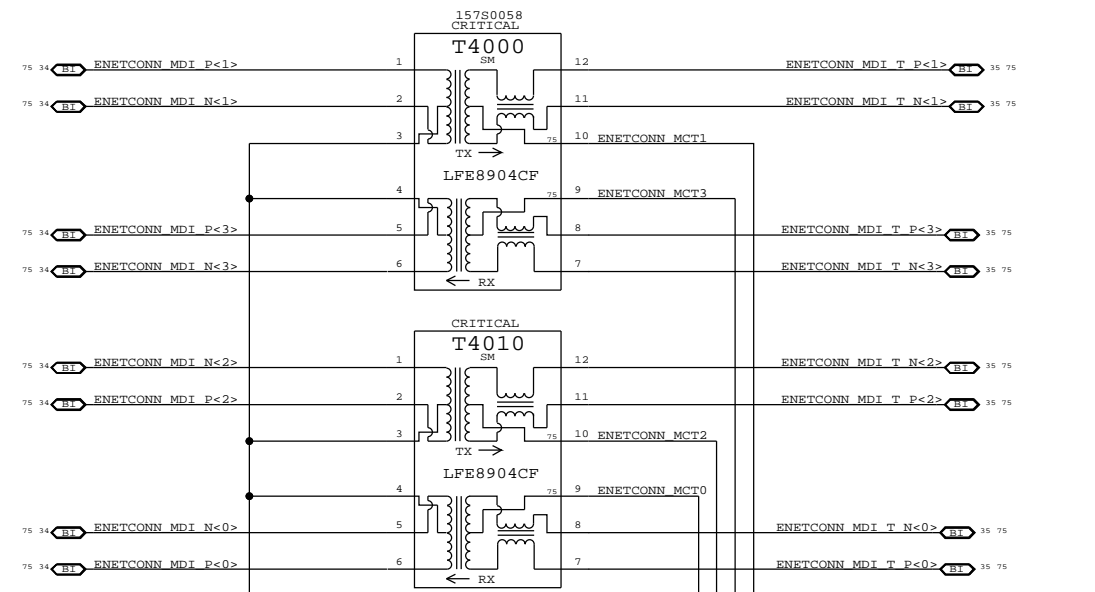 157S0058
CRITICAL
T4000
SM
75 34 BI ENETCONN_MDI_P<1> 1 12 ENETCONN_MDI_T_P<1> BI 35 75
75 34 BI ENETCONN_MDI_N<1> 2 11 ENETCONN_MDI_T_N<1> BI 35 75
3 75 10 ENETCONN_MCT1
TX
LFE8904CF
4 75 9 ENETCONN_MCT3
75 34 BI ENETCONN_MDI_P<3> 5 8 ENETCONN_MDI_T_P<3> BI 35 75
75 34 BI ENETCONN_MDI_N<3> 6 7 ENETCONN_MDI_T_N<3> BI 35 75
RX
CRITICAL
T4010
SM
75 34 BI ENETCONN_MDI_N<2> 1 12 ENETCONN_MDI_T_N<2> BI 35 75
75 34 BI ENETCONN_MDI_P<2> 2 11 ENETCONN_MDI_T_P<2> BI 35 75
3 75 10 ENETCONN_MCT2
TX
LFE8904CF
4 75 9 ENETCONN_MCT0
75 34 BI ENETCONN_MDI_N<0> 5 8 ENETCONN_MDI_T_N<0> BI 35 75
75 34 BI ENETCONN_MDI_P<0> 6 7 ENETCONN_MDI_T_P<0> BI 35 75
RX